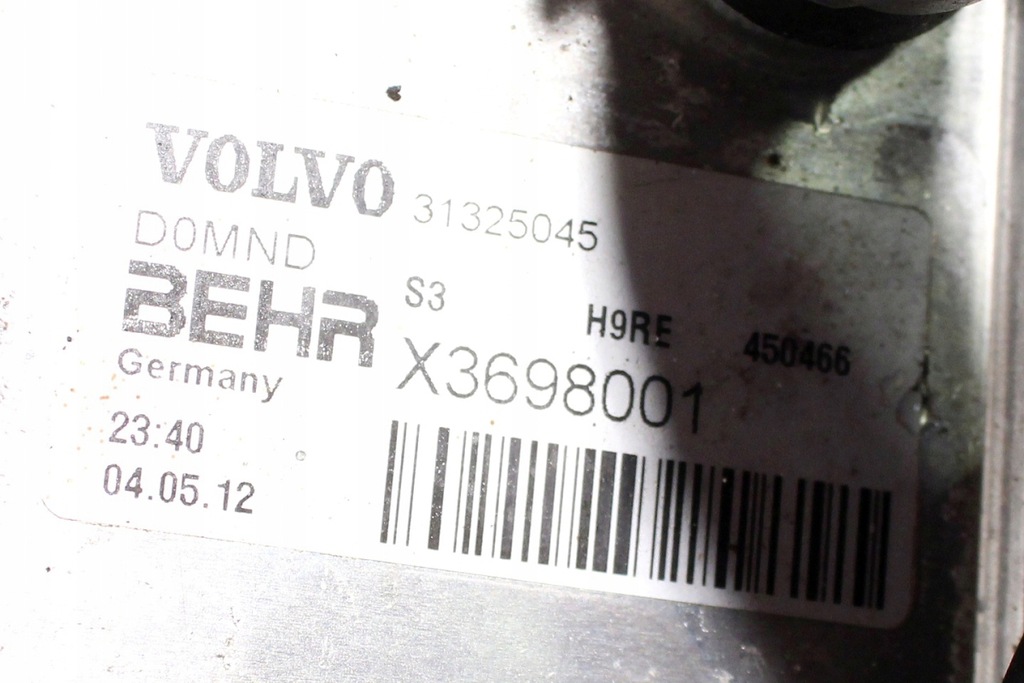 VOLVO 31325045
D0MND
BEHR S3 H9RE 450466
Germany X3698001
23:40
04.05.12